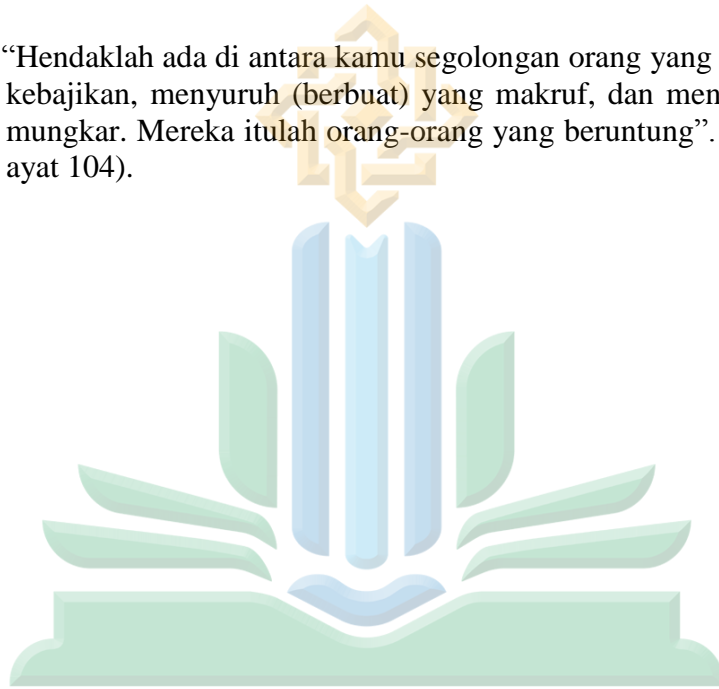 “Hendaklah ada di antara kamu segolongan orang yang
kebajikan, menyuruh (berbuat) yang makruf, dan men
mungkar. Mereka itulah orang-orang yang beruntung”.
ayat 104).